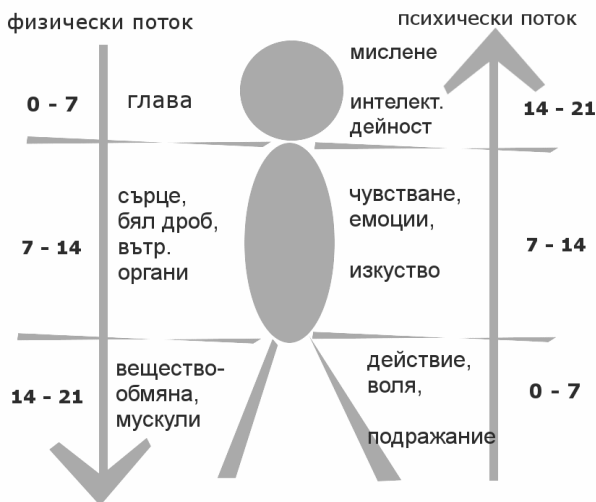 физически поток
психически поток
0 - 7
глава
мислене
интелект.
дейност
14 - 21
7 - 14
сърце,
бял дроб,
вътр.
органи
чувстване,
емоции,
изкуство
7 - 14
14 - 21
вещество-
обмяна,
мускули
действие,
воля,
подражание
0 - 7